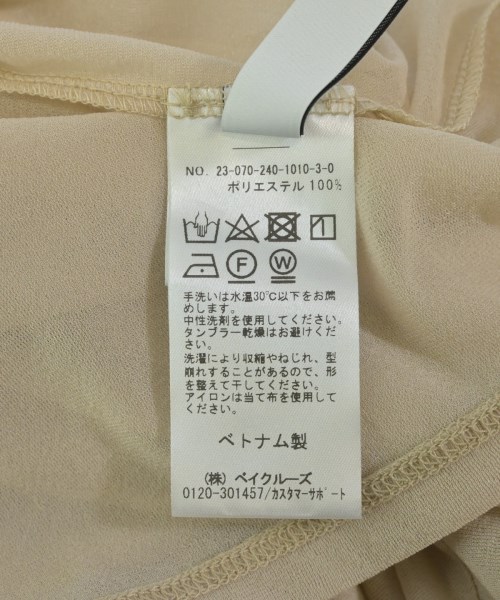 NO. 23-070-240-1010-3-0
ポリエステル 100%
F W
手洗いは水温30℃以下をお薦
めします。
中性洗剤を使用してください。
タンブラー乾燥はお避けくださ
い。
洗濯により収縮やねじれ、型
崩れすることがあるので、形
を整えて干してください。
アイロンは当て布を使用して
ください。
ベトナム製
(株) ベイクルーズ
0120-301457/カスタマーサポート